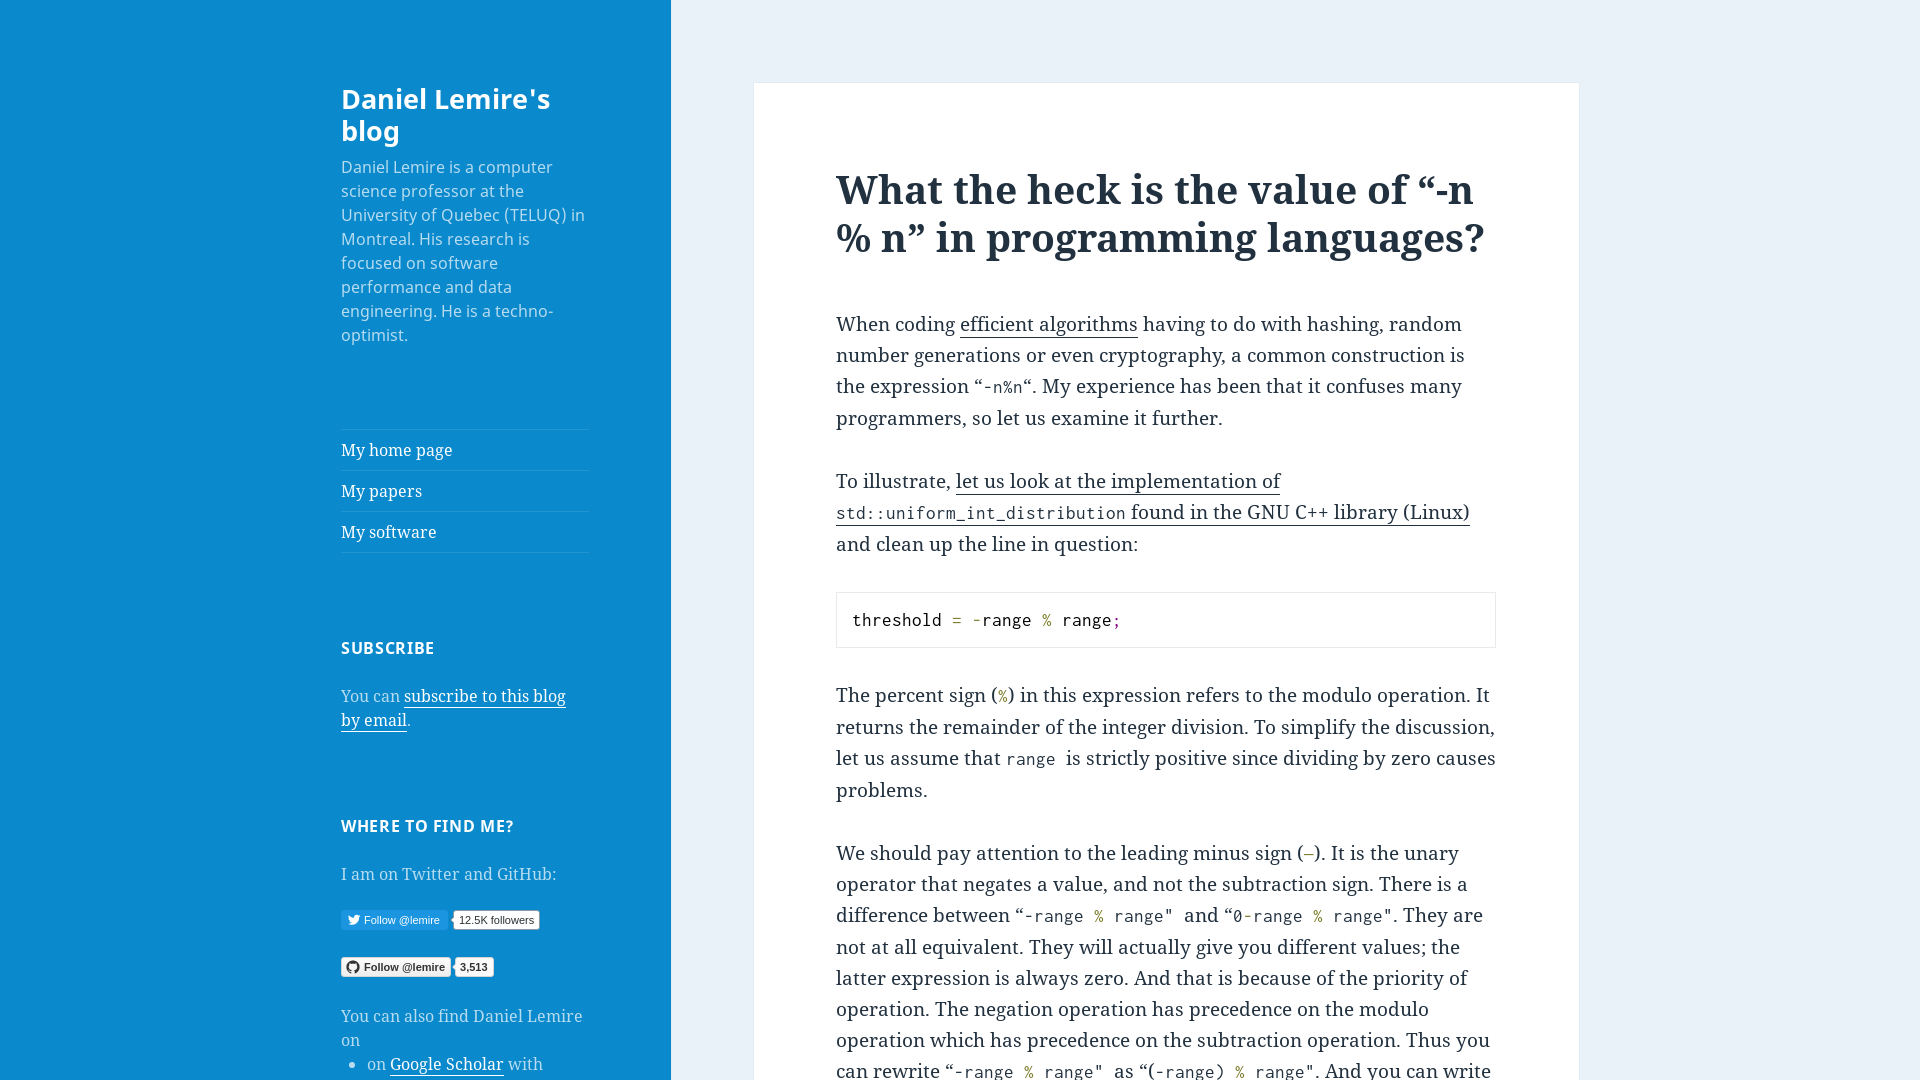 Daniel Lemire's
blog
Daniel Lemire is a computer
science professor at the
University of Quebec (TELUQ) in
Montreal. His research is
focused on software
performance and data
engineering. He is a techno-
optimist.
My home page
My papers
My software
SUBSCRIBE
You can subscribe to this blog
by email.
WHERE TO FIND ME?
I am on Twitter and GitHub:
Follow @lemire 12.5K followers
Follow @lemire 3,513
You can also find Daniel Lemire
on
• on Google Scholar with
What the heck is the value of “-n
% n” in programming languages?
When coding efficient algorithms having to do with hashing, random
number generations or even cryptography, a common construction is
the expression “-n%n“. My experience has been that it confuses many
programmers, so let us examine it further.
To illustrate, let us look at the implementation of
std::uniform_int_distribution found in the GNU C++ library (Linux)
and clean up the line in question:
threshold = -range % range;
The percent sign (%) in this expression refers to the modulo operation. It
returns the remainder of the integer division. To simplify the discussion,
let us assume that range is strictly positive since dividing by zero causes
problems.
We should pay attention to the leading minus sign (–). It is the unary
operator that negates a value, and not the subtraction sign. There is a
difference between “-range % range" and “0-range % range". They are
not at all equivalent. They will actually give you different values; the
latter expression is always zero. And that is because of the priority of
operation. The negation operation has precedence on the modulo
operation which has precedence on the subtraction operation. Thus you
can rewrite “-range % range" as “(-range) % range". And you can write